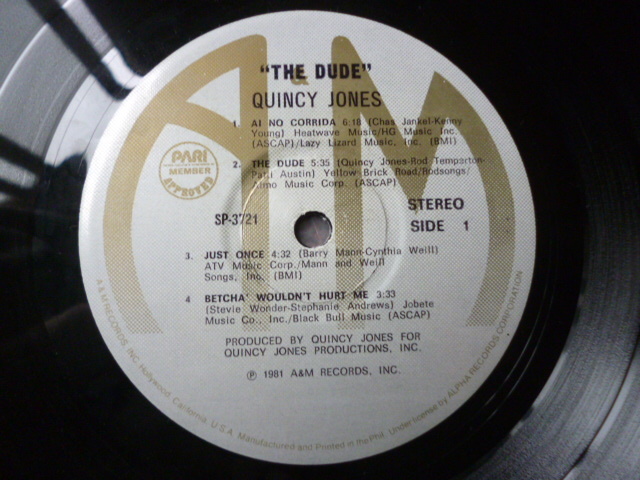 A&M
"THE DUDE"
QUINCY JONES
1. AI NO CORRIDA 6:18 (Chas Jankel-Kenny
Young) Heatwave Music/HG Music Inc.
(ASCAP)/Lazy Lizard Music, Inc. (BMI)
2. THE DUDE 5:35 (Quincy Jones-Rod Temparton-
Patti Austin) Yellow Brick Road/Rodsongs/
Almo Music Corp. (ASCAP)
PARI
MEMBER
APPROVED
SP-3721
STEREO
SIDE 1
3. JUST ONCE 4:32 (Barry Mann-Cynthia Weill)
ATV Music Corp./Mann and Weill
Songs, Inc. (BMI)
4 BETCHA' WOULDN'T HURT ME 3:33
(Stevie Wonder-Stephanie Andrews) Jobete
Music Co., Inc./Black Bull Music (ASCAP)
PRODUCED BY QUINCY JONES FOR
QUINCY JONES PRODUCTIONS, INC.
℗ 1981 A&M RECORDS, INC.
A&M RECORDS, INC. Hollywood, California, U.S.A. Manufactured and Printed in the Phil. Under license by ALPHA RECORDS CORPORATION